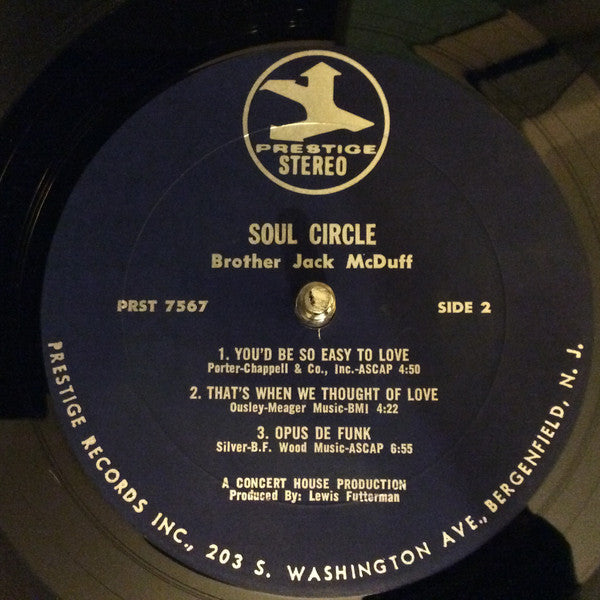 PRESTIGE
STEREO
SOUL CIRCLE
Brother Jack McDuff
PRST 7567
SIDE 2
1. YOU'D BE SO EASY TO LOVE
Porter-Chappell & Co., Inc.-ASCAP 4:50
2. THAT'S WHEN WE THOUGHT OF LOVE
Ousley-Meager Music-BMI 4:22
3. OPUS DE FUNK
Silver-B.F. Wood Music-ASCAP 6:55
A CONCERT HOUSE PRODUCTION
Produced By: Lewis Futterman
PRESTIGE RECORDS INC., 203 S. WASHINGTON AVE., BERGENFIELD, N. J.